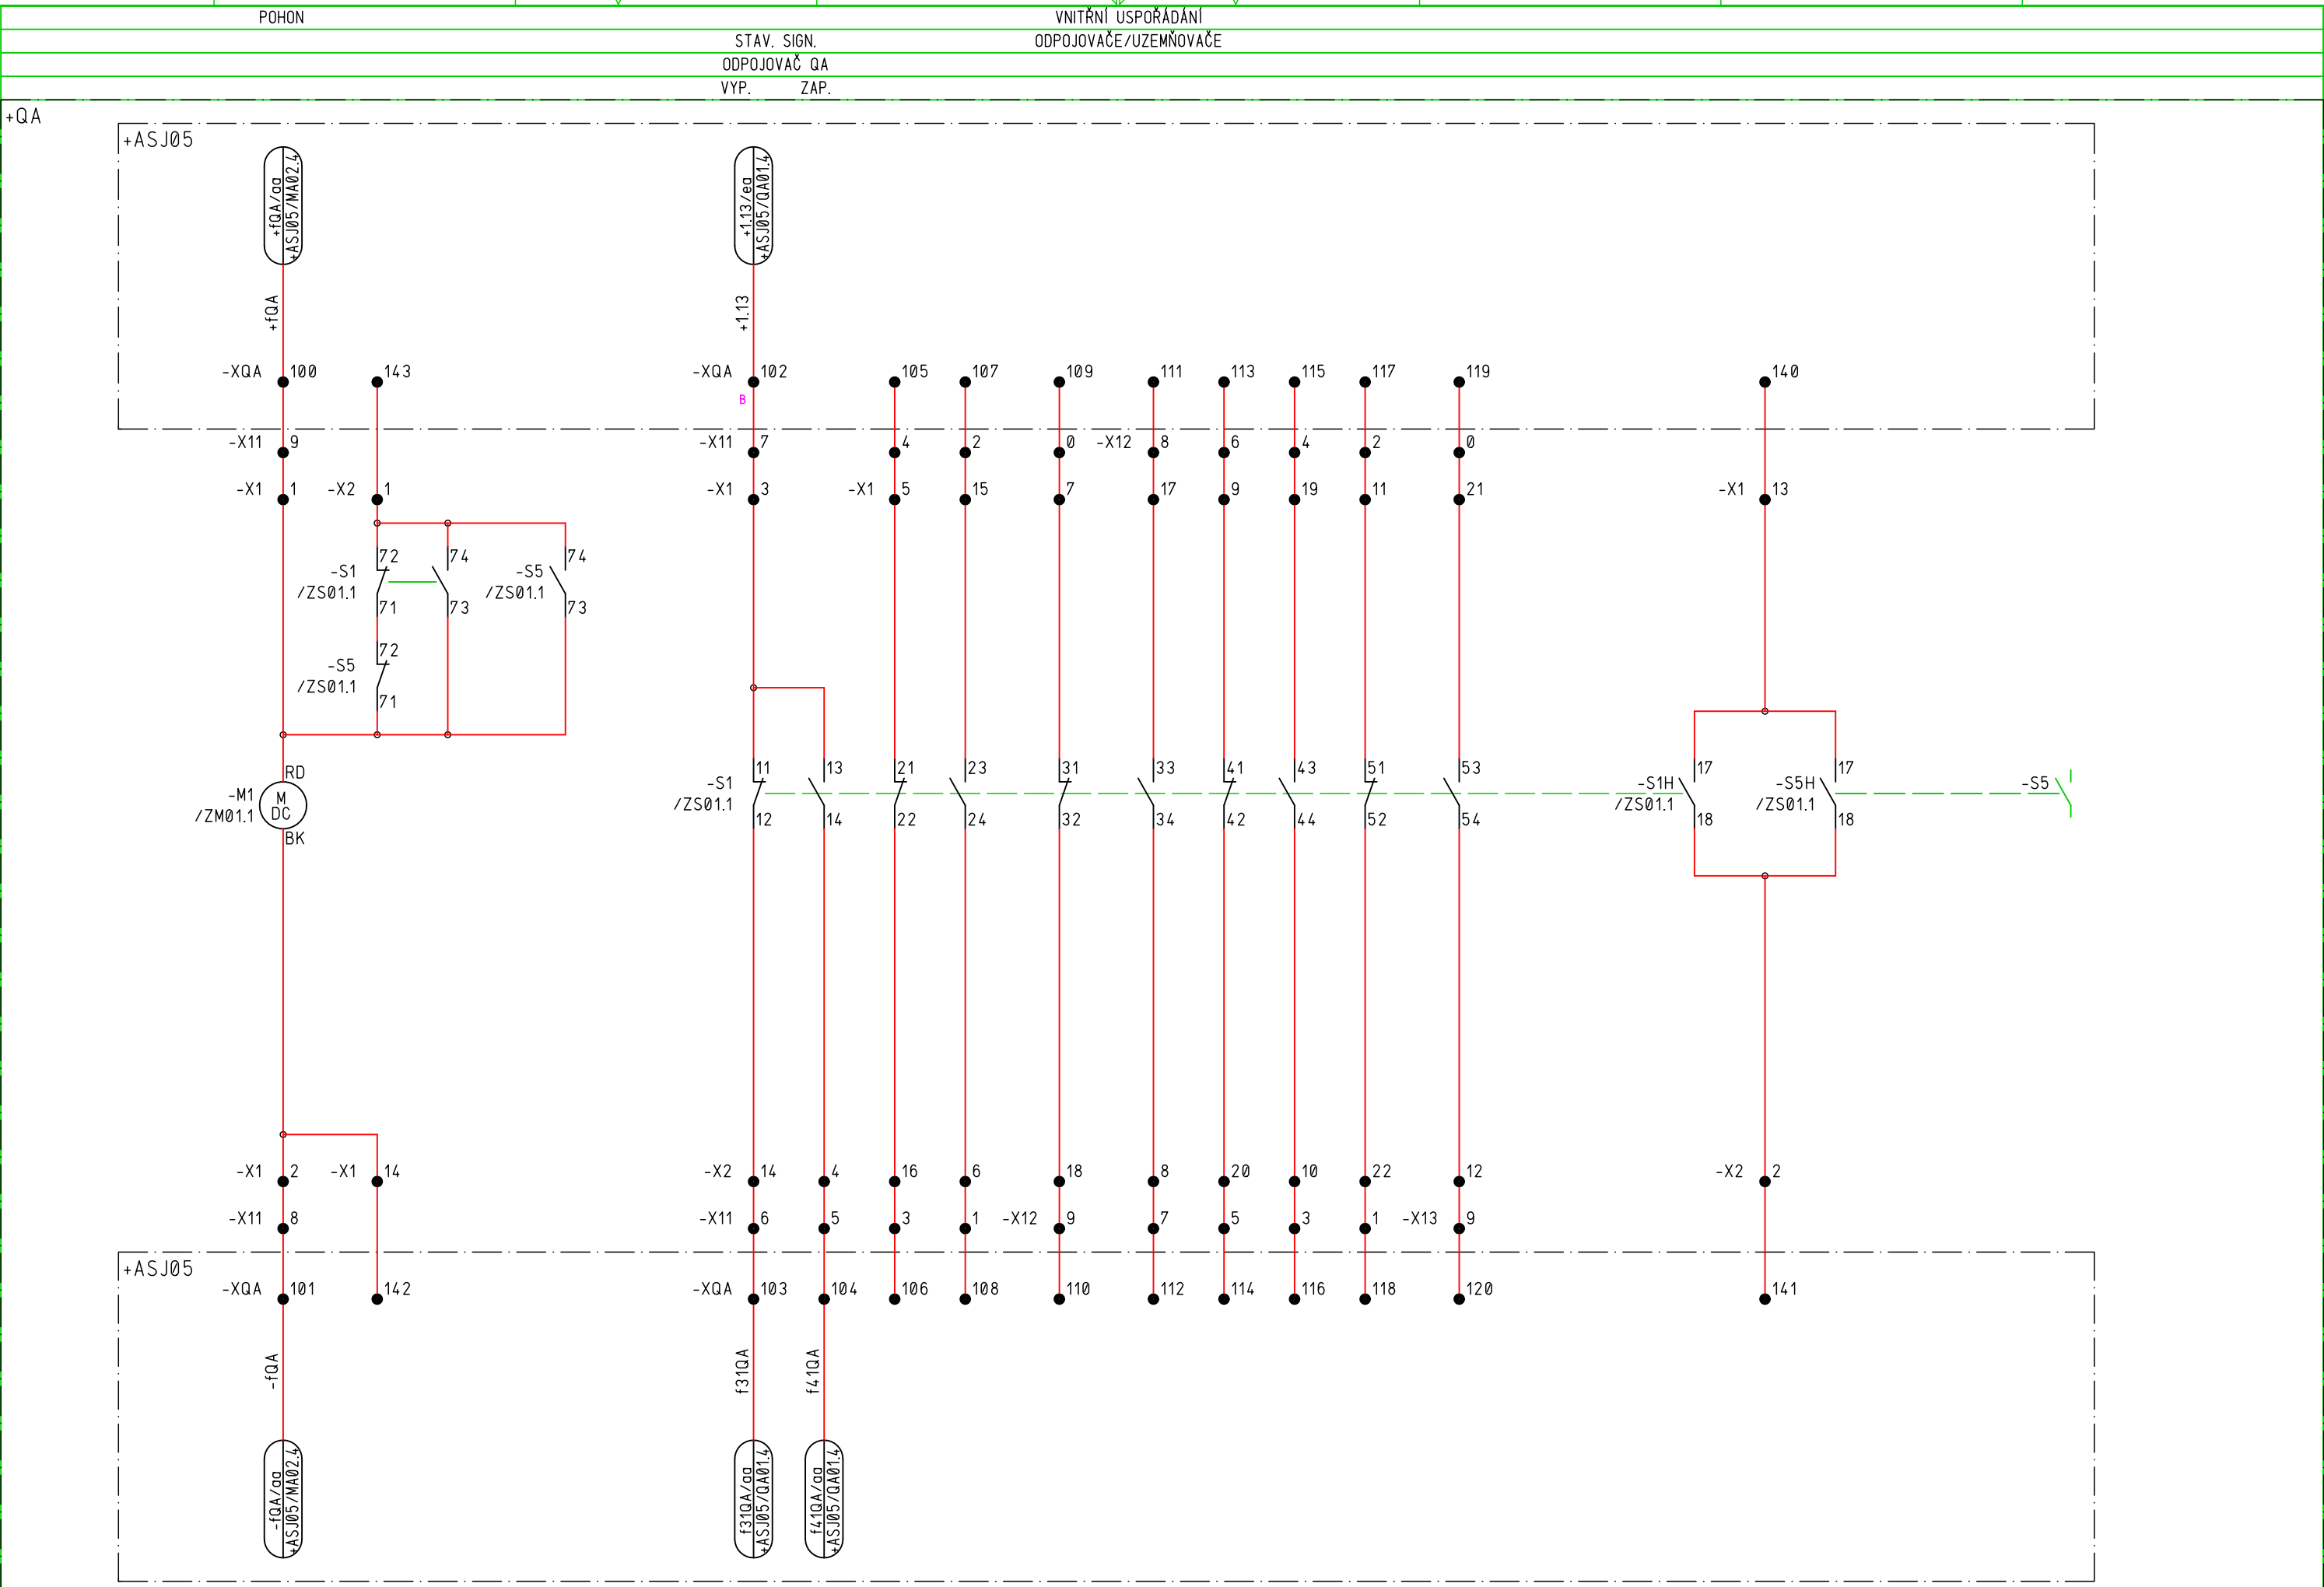 POHON VNITŘNÍ USPOŘÁDÁNÍ
STAV. SIGN. ODPOJOVAČE/UZEMŇOVAČE
ODPOJOVAČ QA
VYP. ZAP.
+QA
+ASJ05
+fQA/aa
+ASJ05/MA02.4
+1.13/ea
+ASJ05/QA01.4
+fQA
+1.13
-XQA 100 143 -XQA 102 105 107 109 111 113 115 117 119 140
B
-X11 9 -X11 7 4 2 0 -X12 8 6 4 2 0
-X1 1 -X2 1 -X1 3 -X1 5 15 7 17 9 19 11 21 -X1 13
72 74 74
-S1 -S5
/ZS01.1 /ZS01.1
71 73 73
72
-S5
/ZS01.1
71
RD 11 13 21 23 31 33 41 43 51 53 17 17
-M1 M -S1 -S1H -S5H -S5
/ZM01.1 DC /ZS01.1 /ZS01.1 /ZS01.1
12 14 22 24 32 34 42 44 52 54 18 18
BK
-X1 2 -X1 14 -X2 14 4 16 6 18 8 20 10 22 12 -X2 2
-X11 8 -X11 6 5 3 1 -X12 9 7 5 3 1 -X13 9
+ASJ05
-XQA 101 142 -XQA 103 104 106 108 110 112 114 116 118 120 141
-fQA
f31QA
f41QA
-fQA/aa
+ASJ05/MA02.4
f31QA/aa
+ASJ05/QA01.4
f41QA/aa
+ASJ05/QA01.4